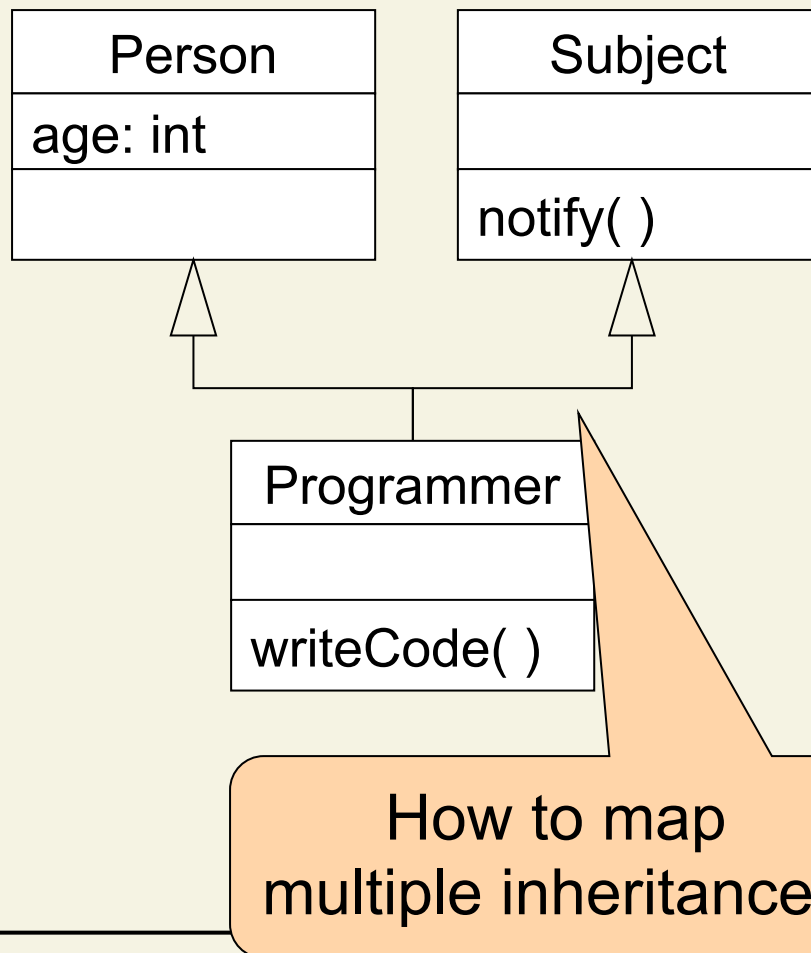 Person
age: int
Subject
notify( )
Programmer
writeCode( )
How to map
multiple inheritance